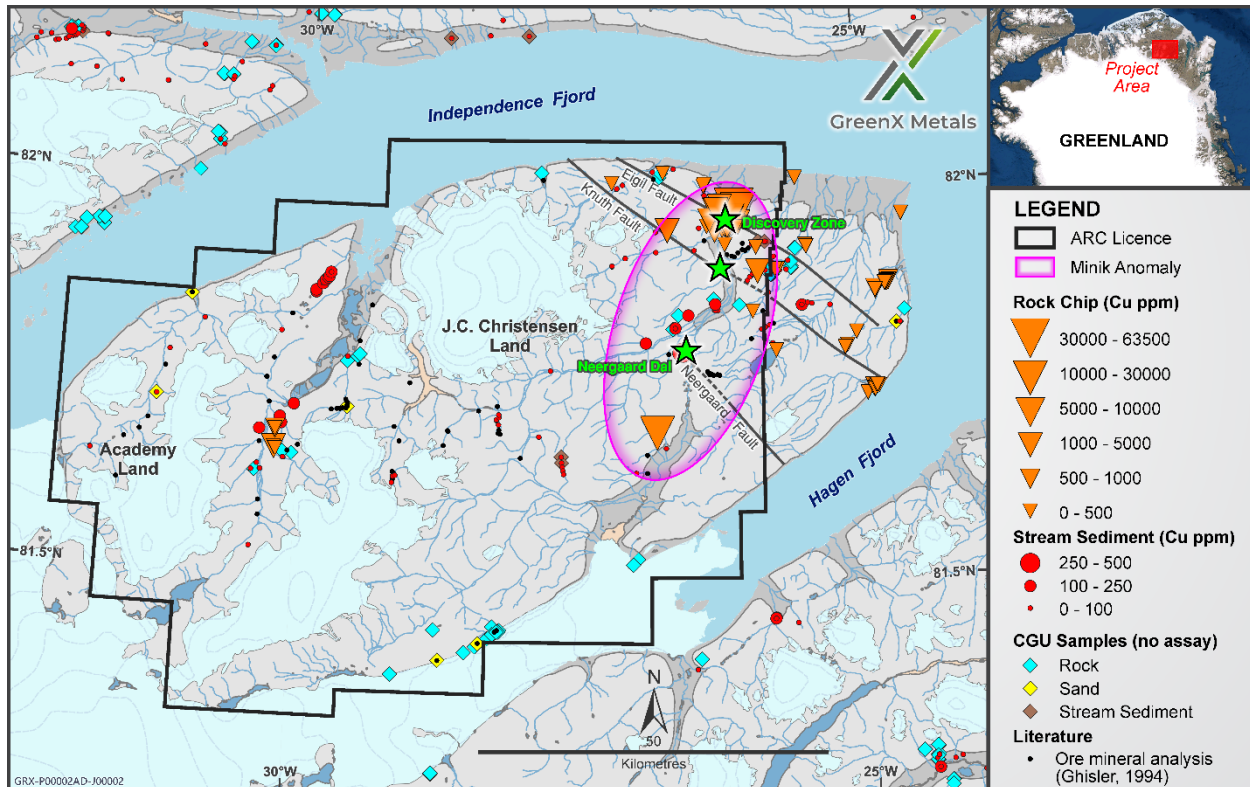 30°W
25°W
Independence Fjord
GreenX Metals
82°N
82°N
Eigil Fault
Knuth Fault
Discovery Zone
J.C. Christensen
Land
Neergaard Dal
Neergaard Fault
Academy
Land
Hagen Fjord
81.5°N
81.5°N
N
50
Kilometres
30°W
25°W
GRX-P00002AD-J00002
Project
Area
GREENLAND
LEGEND
ARC Licence
Minik Anomaly
Rock Chip (Cu ppm)
30000 - 63500
10000 - 30000
5000 - 10000
1000 - 5000
500 - 1000
0 - 500
Stream Sediment (Cu ppm)
250 - 500
100 - 250
0 - 100
CGU Samples (no assay)
Rock
Sand
Stream Sediment
Literature
Ore mineral analysis
(Ghisler, 1994)